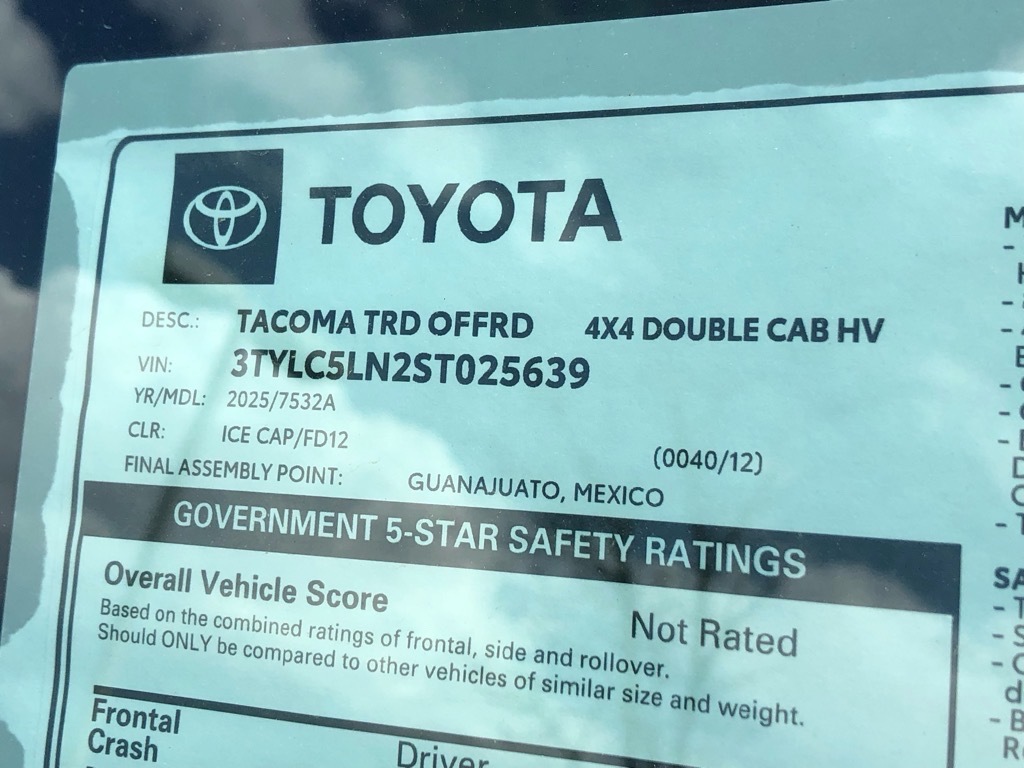 TOYOTA
DESC.: TACOMA TRD OFFRD 4X4 DOUBLE CAB HV
VIN: 3TYLC5LN2ST025639
YR/MDL: 2025/7532A
CLR: ICE CAP/FD12
(0040/12)
FINAL ASSEMBLY POINT: GUANAJUATO, MEXICO
GOVERNMENT 5-STAR SAFETY RATINGS
Overall Vehicle Score
Not Rated
Based on the combined ratings of frontal, side and rollover.
Should ONLY be compared to other vehicles of similar size and weight.
Frontal
Crash
Driver